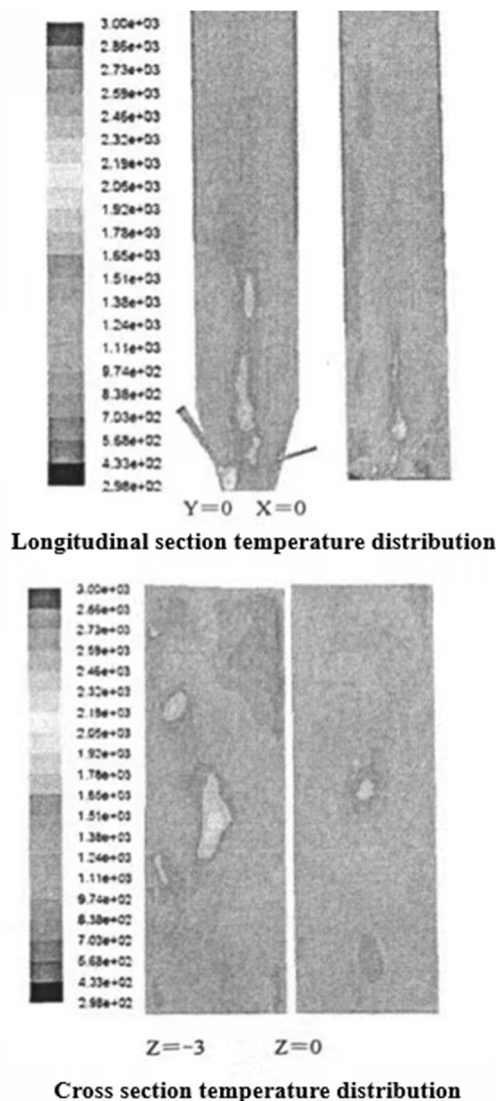 3.00e+03
2.86e+03
2.73e+03
2.59e+03
2.46e+03
2.32e+03
2.19e+03
2.05e+03
1.92e+03
1.78e+03
1.65e+03
1.51e+03
1.38e+03
1.24e+03
1.11e+03
9.74e+02
8.38e+02
7.03e+02
5.68e+02
4.33e+02
2.98e+02
Y=0 X=0
Longitudinal section temperature distribution
3.00e+03
2.86e+03
2.73e+03
2.59e+03
2.46e+03
2.32e+03
2.19e+03
2.05e+03
1.92e+03
1.78e+03
1.65e+03
1.51e+03
1.38e+03
1.24e+03
1.11e+03
9.74e+02
8.38e+02
7.03e+02
5.68e+02
4.33e+02
2.98e+02
Z=-3 Z=0
Cross section temperature distribution